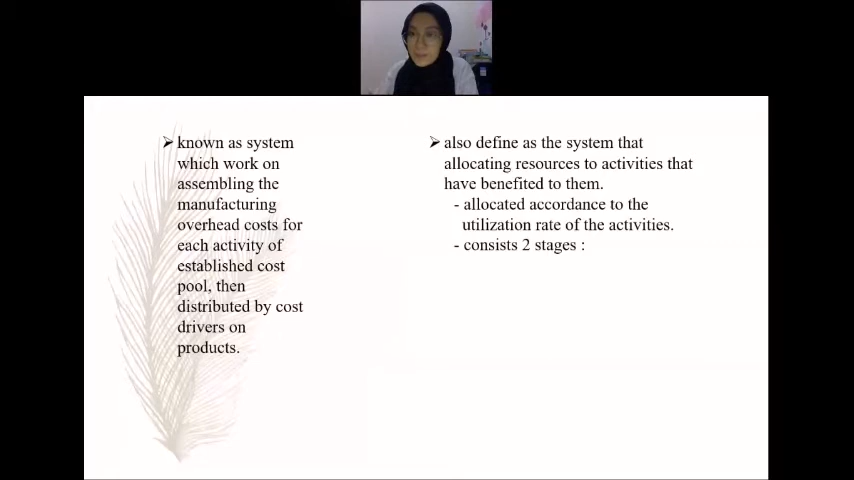 known as system
which work on
assembling the
manufacturing
overhead costs for
each activity of
established cost
pool, then
distributed by cost
drivers on
products.
also define as the system that
allocating resources to activities that
have benefited to them.
- allocated accordance to the
utilization rate of the activities.
- consists 2 stages :